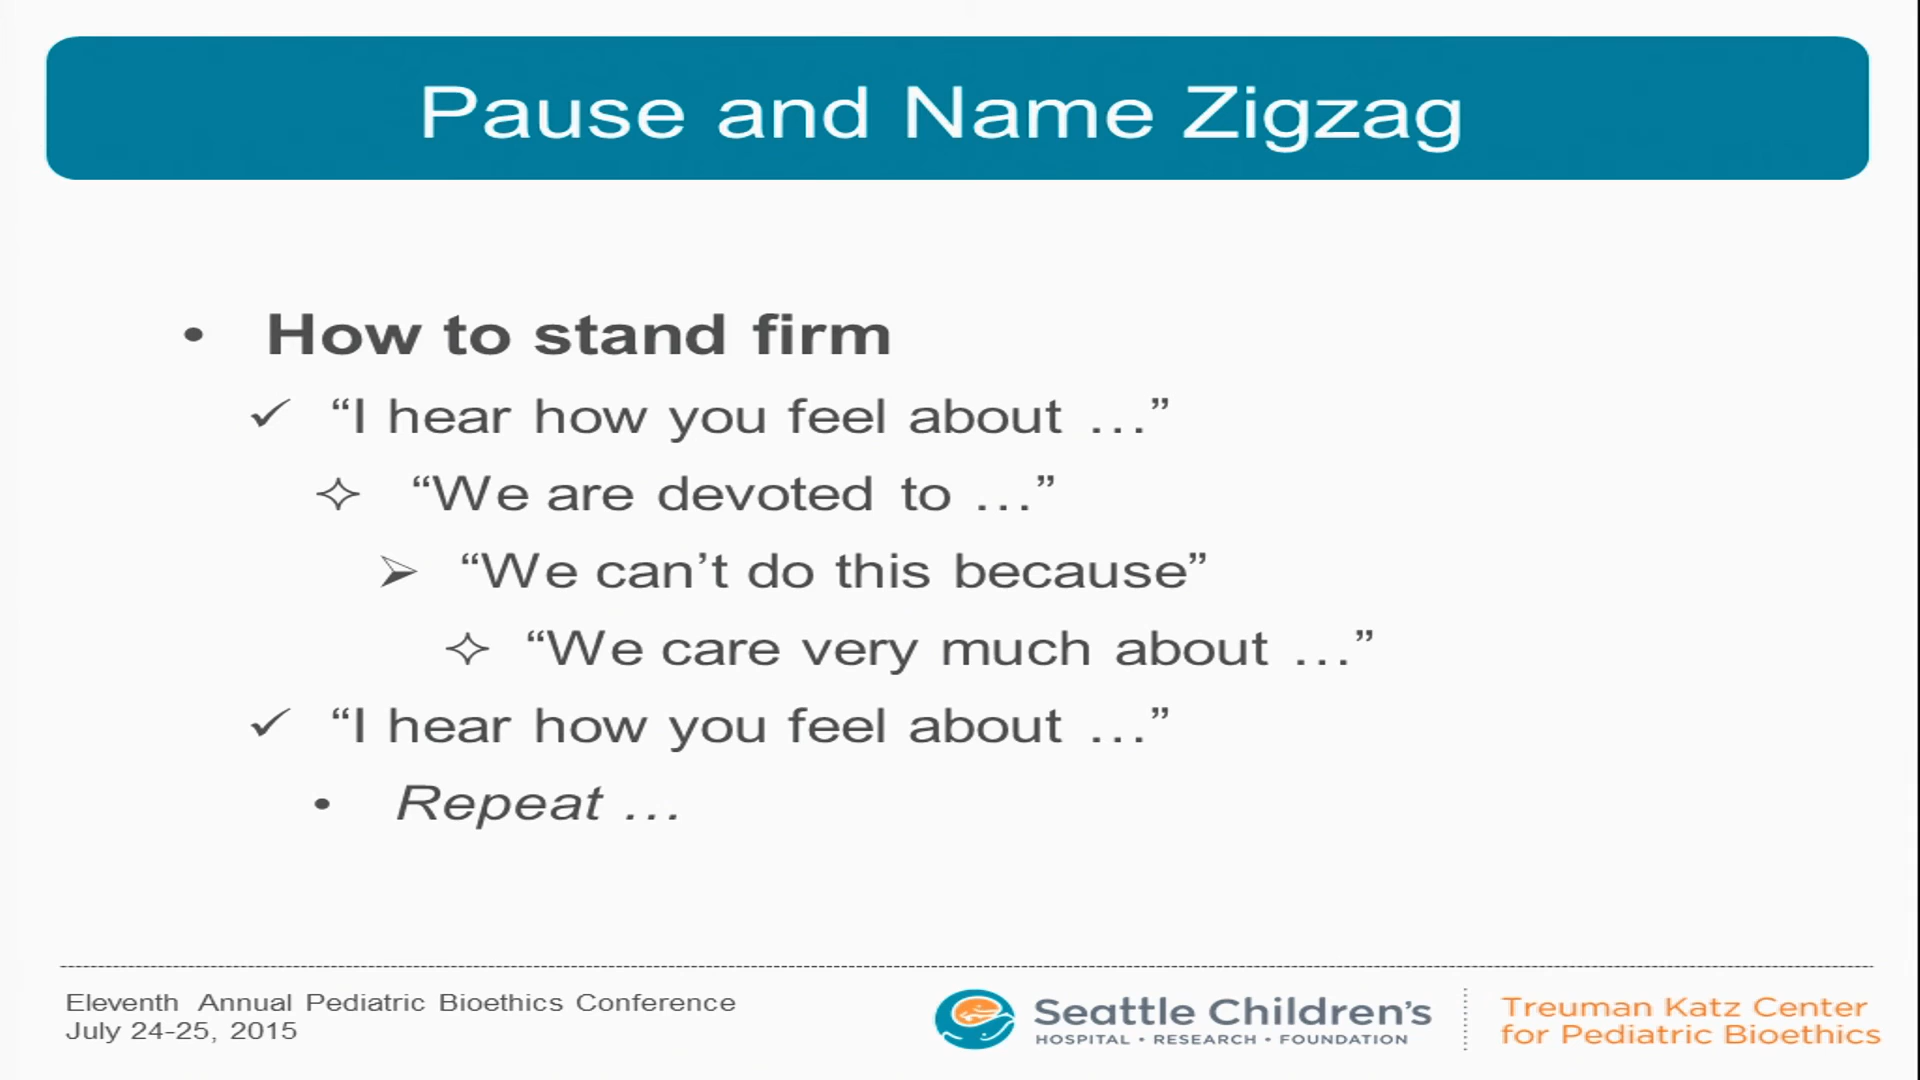 Pause and Name Zigzag
• How to stand firm
✓ “I hear how you feel about …”
✧ “We are devoted to …”
➢ “We can’t do this because”
✧ “We care very much about …”
✓ “I hear how you feel about …”
• Repeat …
Eleventh Annual Pediatric Bioethics Conference
July 24-25, 2015
Seattle Children’s
HOSPITAL • RESEARCH • FOUNDATION
Treuman Katz Center
for Pediatric Bioethics